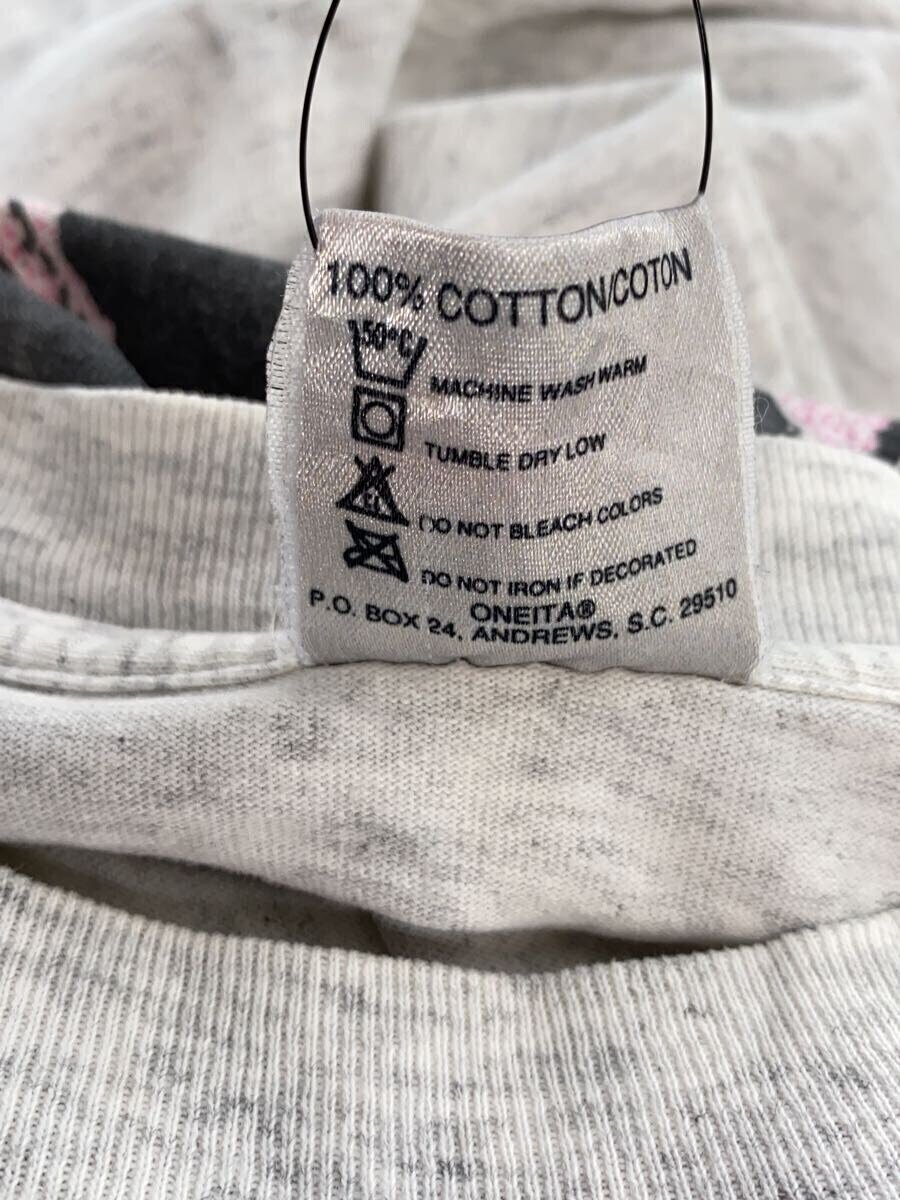 100% COTTON/COTON
50°C
MACHINE WASH WARM
TUMBLE DRY LOW
Cl
DO NOT BLEACH COLORS
DO NOT IRON IF DECORATED
ONEITA®
P.O. BOX 24, ANDREWS, S.C. 29510